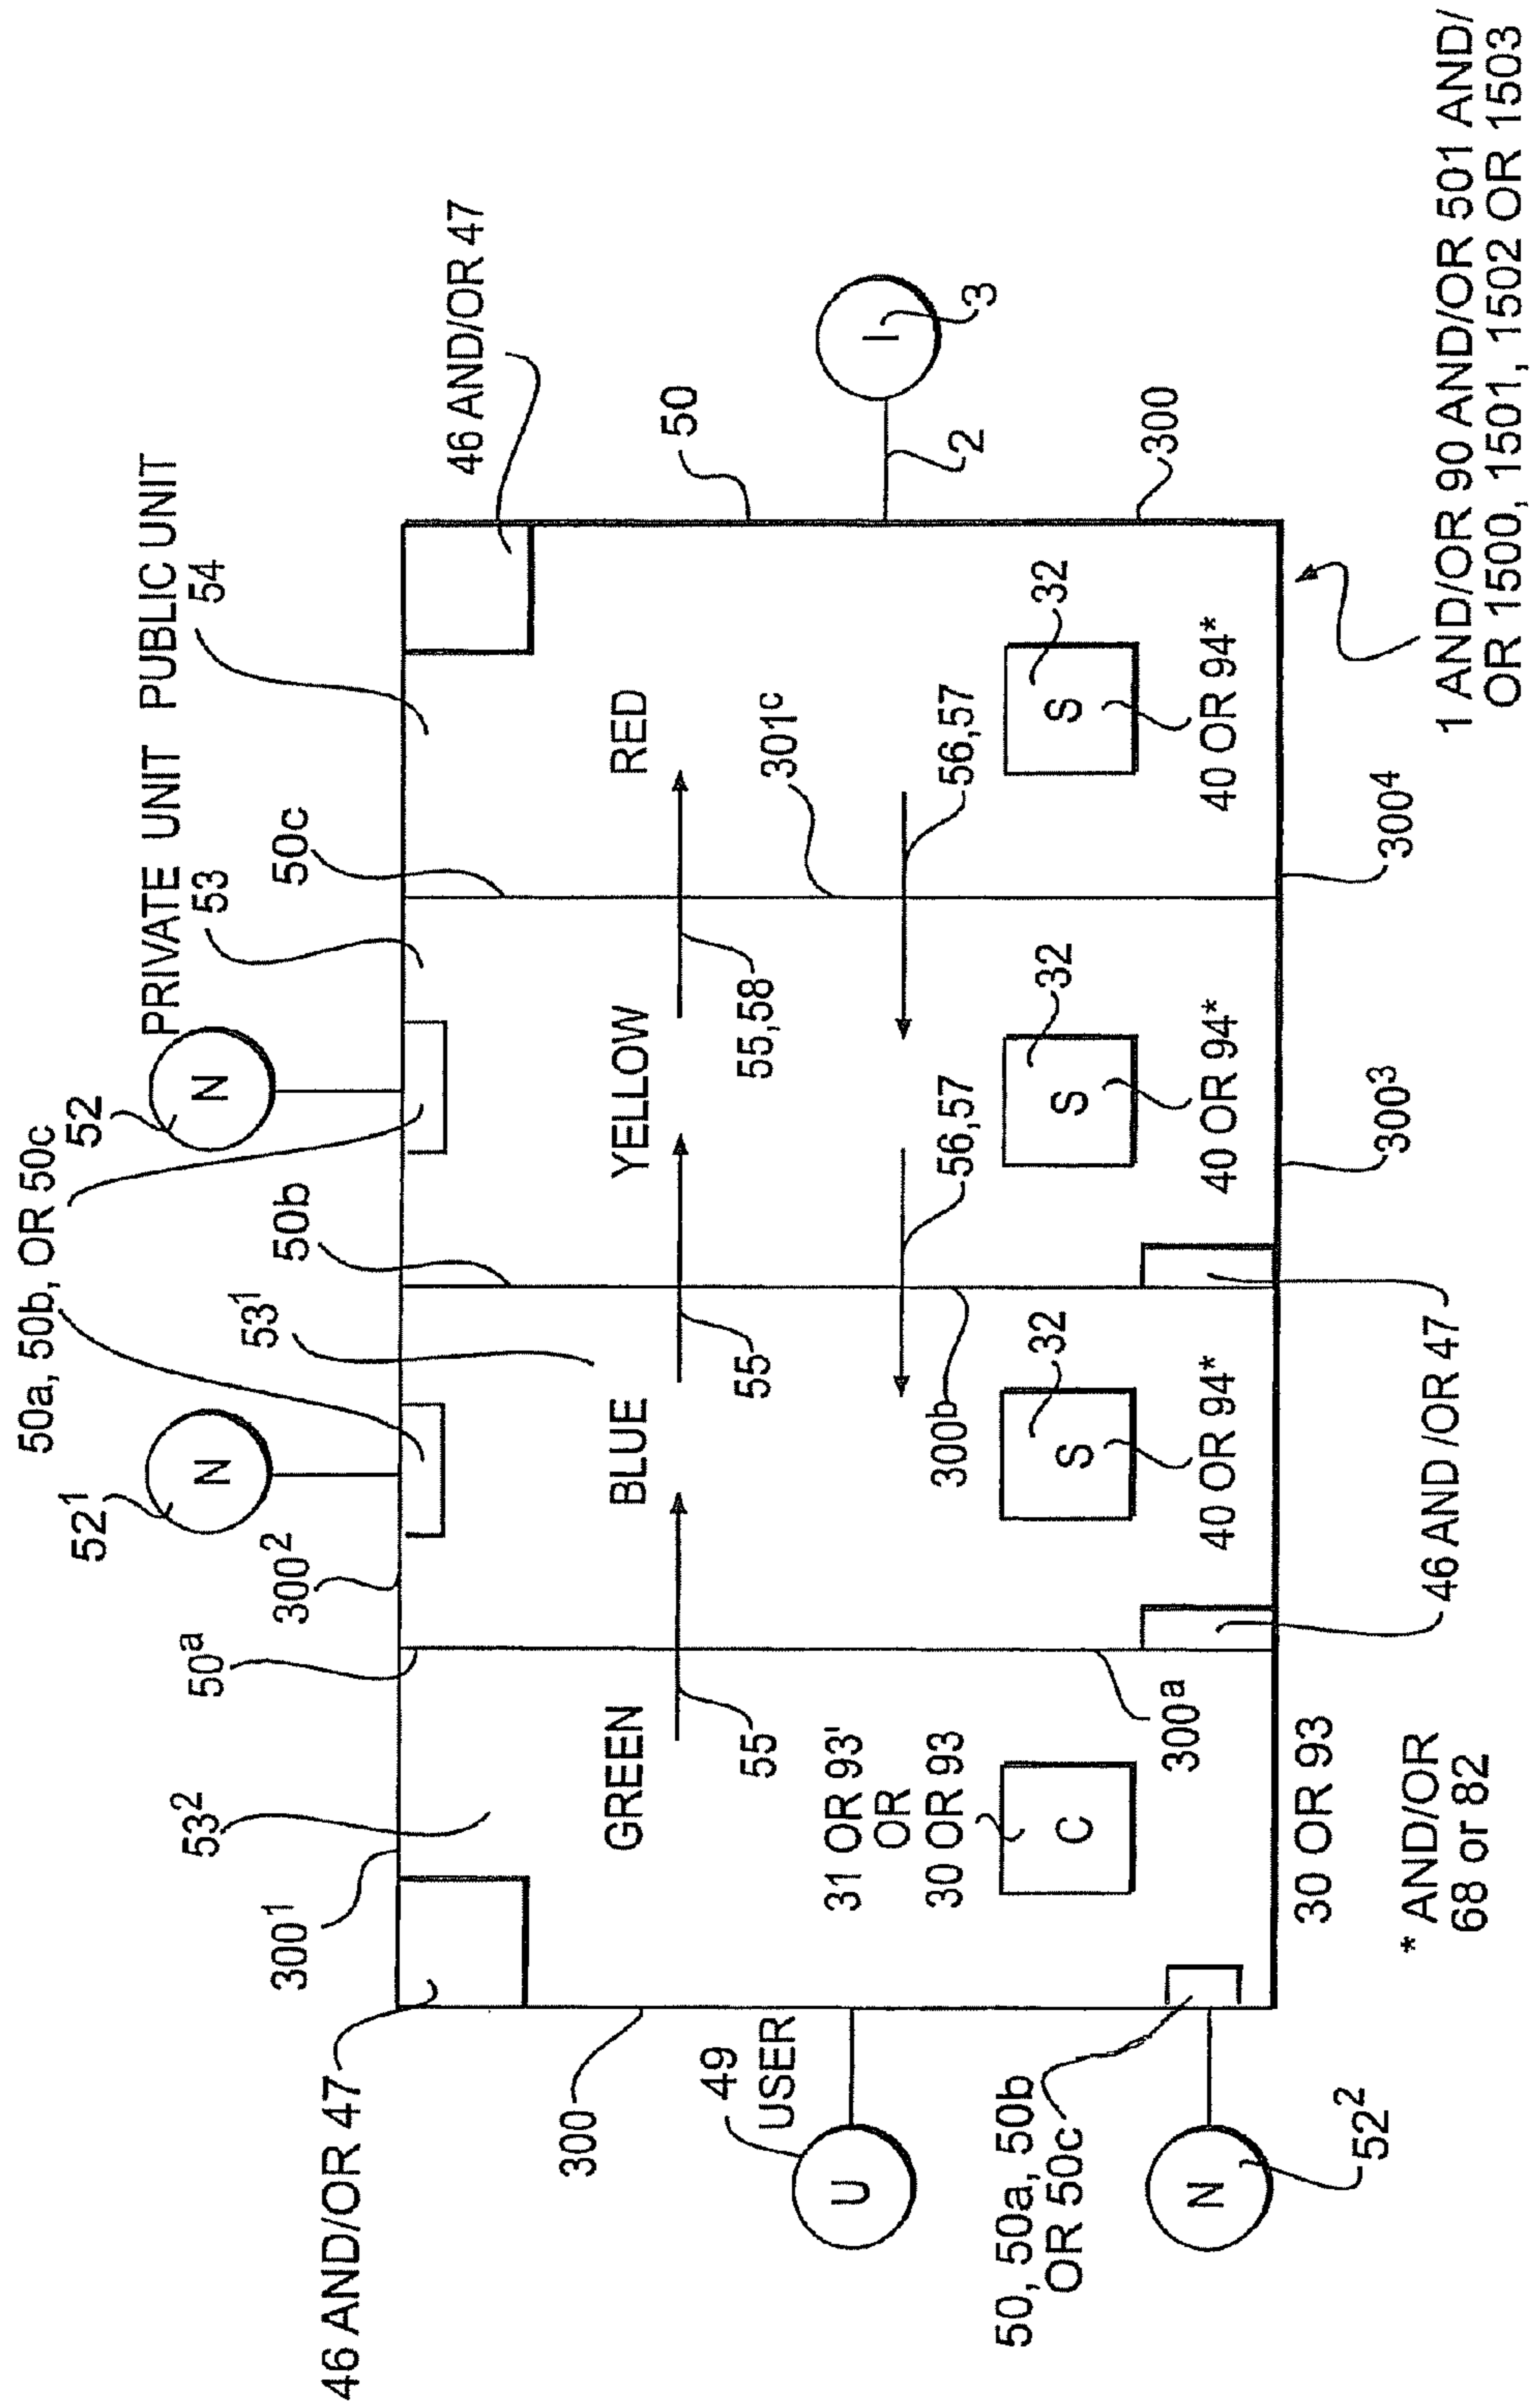 50a, 50b, OR 50c
PRIVATE UNIT
PUBLIC UNIT
52¹
N
52
N
53
54
46 AND/OR 47
300¹
53²
50ᵃ
300²
53¹
50b
50c
46 AND/OR 47
50
300
GREEN
BLUE
YELLOW
RED
55
55
55,58
49
USER
U
I
3
2
31 OR 93'
OR
30 OR 93
C
300ᵃ
300ᵇ
56,57
301ᶜ
56,57
50, 50a, 50b
OR 50c
N
52²
S
32
40 OR 94*
S
32
40 OR 94*
S
32
40 OR 94*
300
30 OR 93
300³
300⁴
* AND/OR
68 or 82
46 AND /OR 47
1 AND/OR 90 AND/OR 501 AND/
OR 1500, 1501, 1502 OR 1503